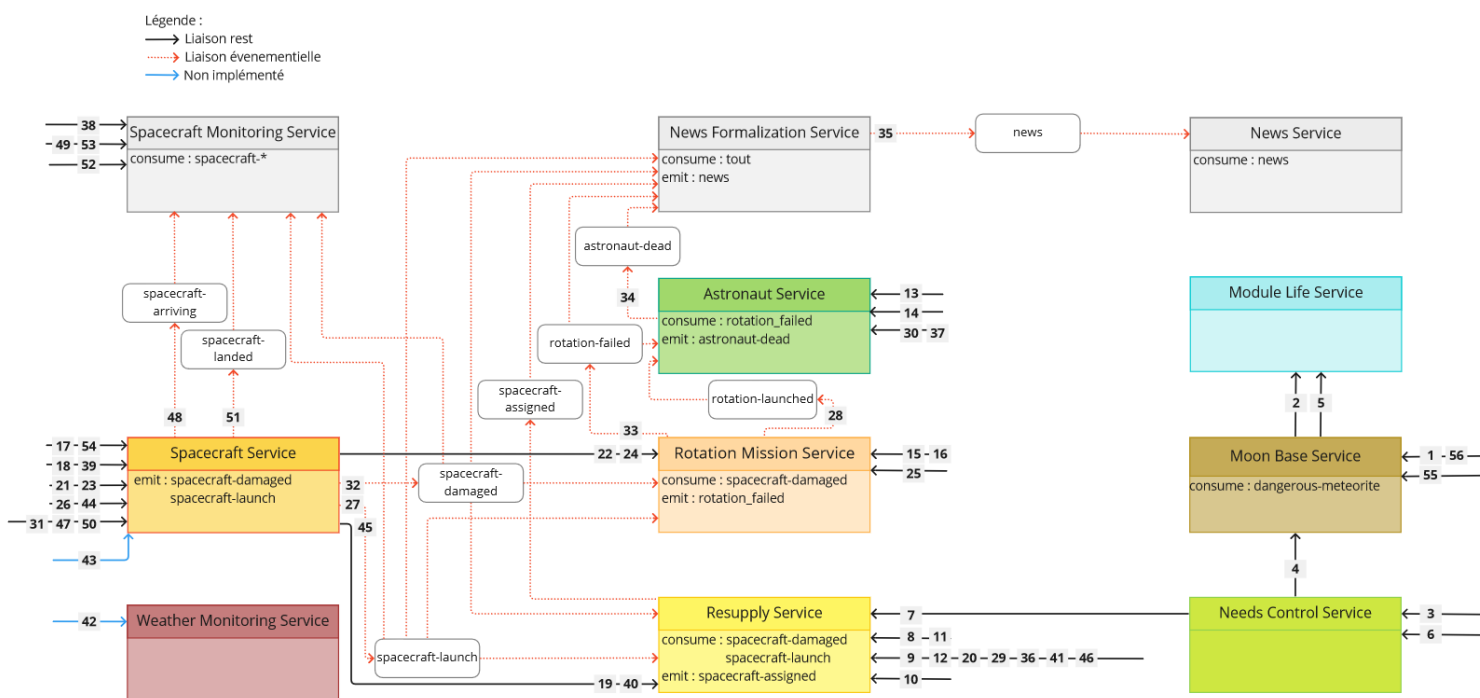 Légende :
Liaison rest
Liaison évenementielle
Non implémenté
38
49 - 53
52
Spacecraft Monitoring Service
consume : spacecraft-*
News Formalization Service
consume : tout
emit : news
35
news
News Service
consume : news
astronaut-dead
34
Astronaut Service
consume : rotation_failed
emit : astronaut-dead
13
14
30 - 37
Module Life Service
spacecraft-
arriving
spacecraft-
landed
rotation-failed
spacecraft-
assigned
rotation-launched
48
51
33
28
2
5
17 - 54
18 - 39
21 - 23
26 - 44
31 - 47 - 50
43
Spacecraft Service
emit : spacecraft-damaged
spacecraft-launch
32
27
45
22 - 24
spacecraft-
damaged
Rotation Mission Service
consume : spacecraft-damaged
emit : rotation_failed
15 - 16
25
Moon Base Service
consume : dangerous-meteorite
1 - 56
55
4
42
Weather Monitoring Service
spacecraft-launch
19 - 40
Resupply Service
consume : spacecraft-damaged
spacecraft-launch
emit : spacecraft-assigned
7
8 - 11
9 - 12 - 20 - 29 - 36 - 41 - 46
10
Needs Control Service
3
6